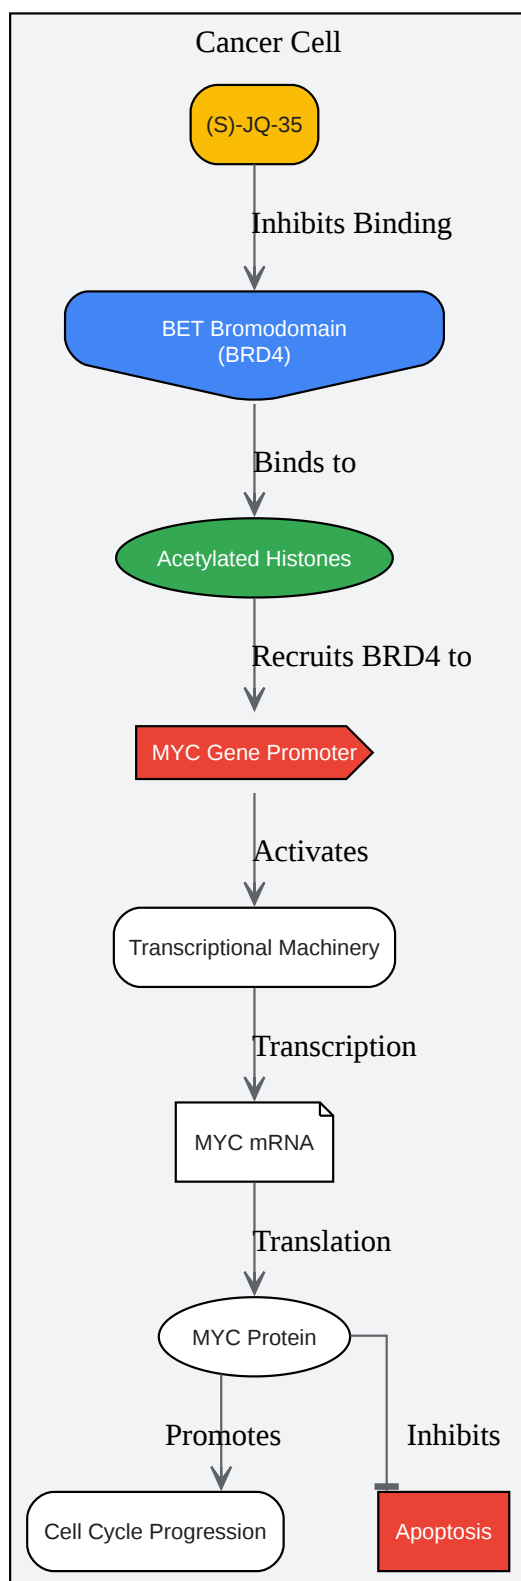 Cancer Cell
(S)-JQ-35
Inhibits Binding
BET Bromodomain
(BRD4)
Binds to
Acetylated Histones
Recruits BRD4 to
MYC Gene Promoter
Activates
Transcriptional Machinery
Transcription
MYC mRNA
Translation
MYC Protein
Promotes
Inhibits
Cell Cycle Progression
Apoptosis